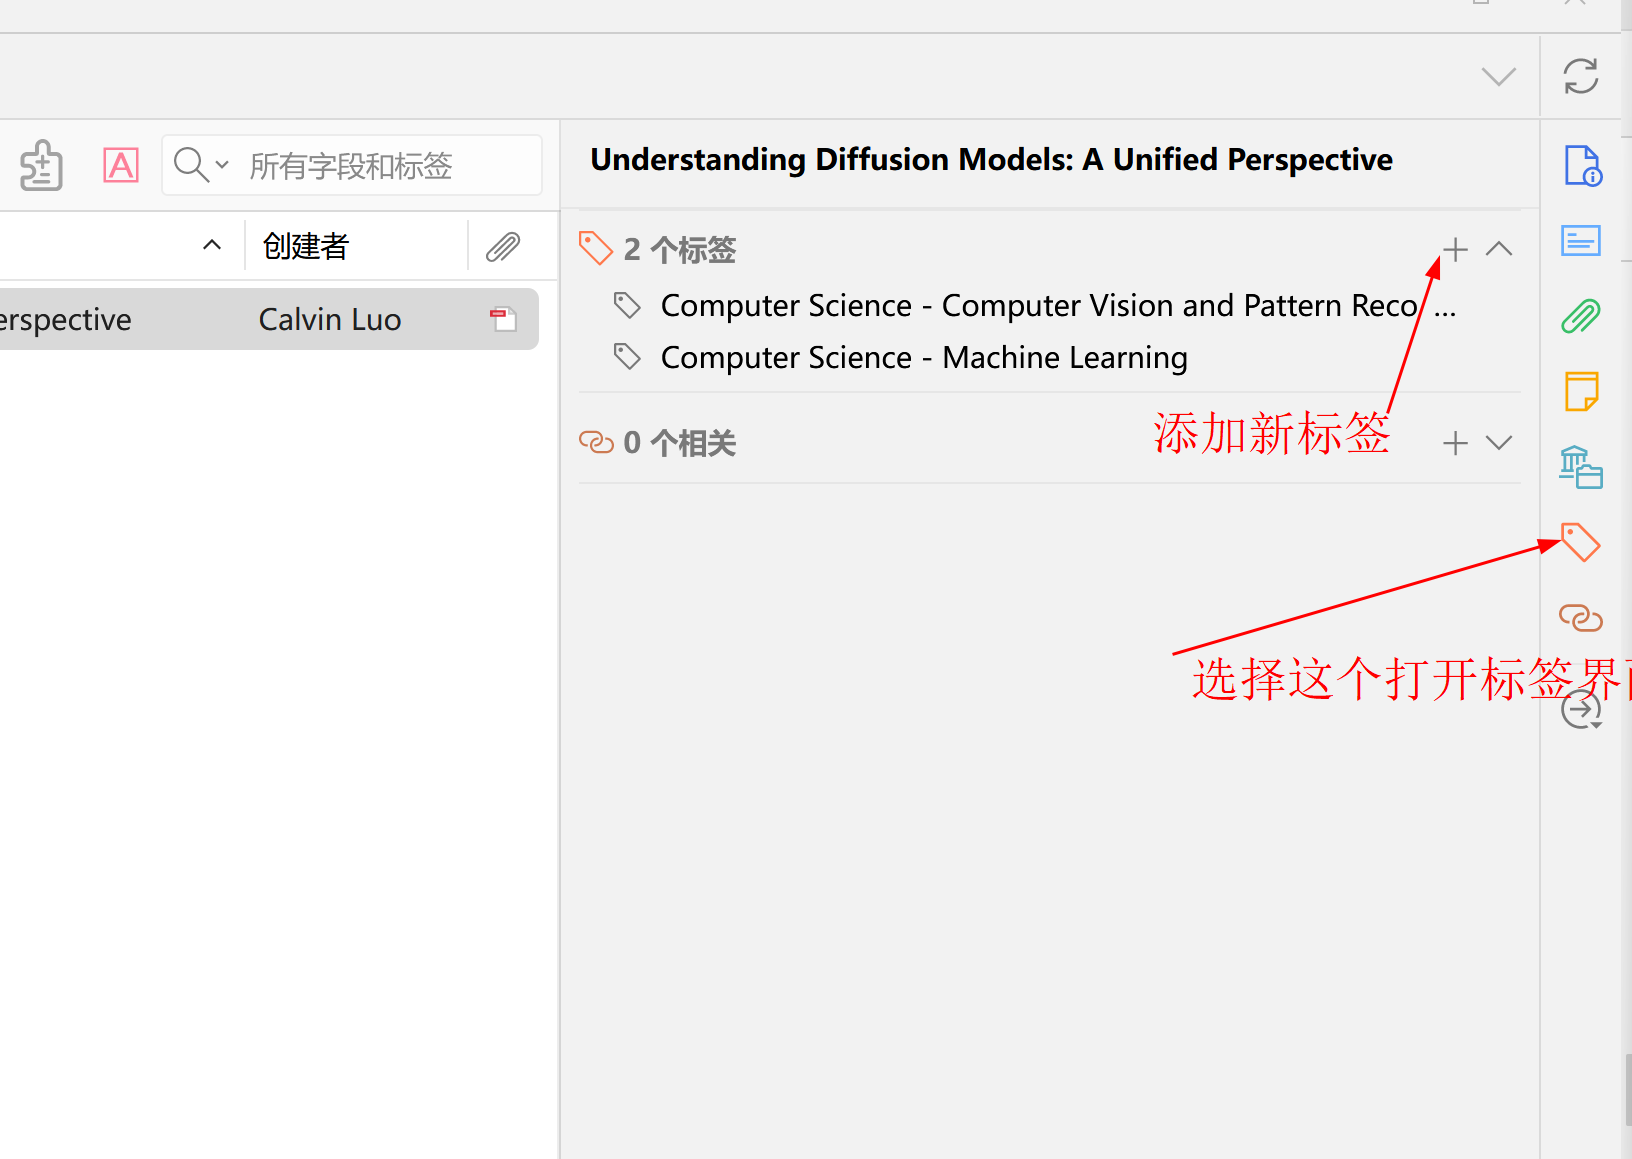 所有字段和标签
Understanding Diffusion Models: A Unified Perspective
创建者
2 个标签
erspective
Calvin Luo
Computer Science - Computer Vision and Pattern Reco ...
Computer Science - Machine Learning
添加新标签
0 个相关
选择这个打开标签界